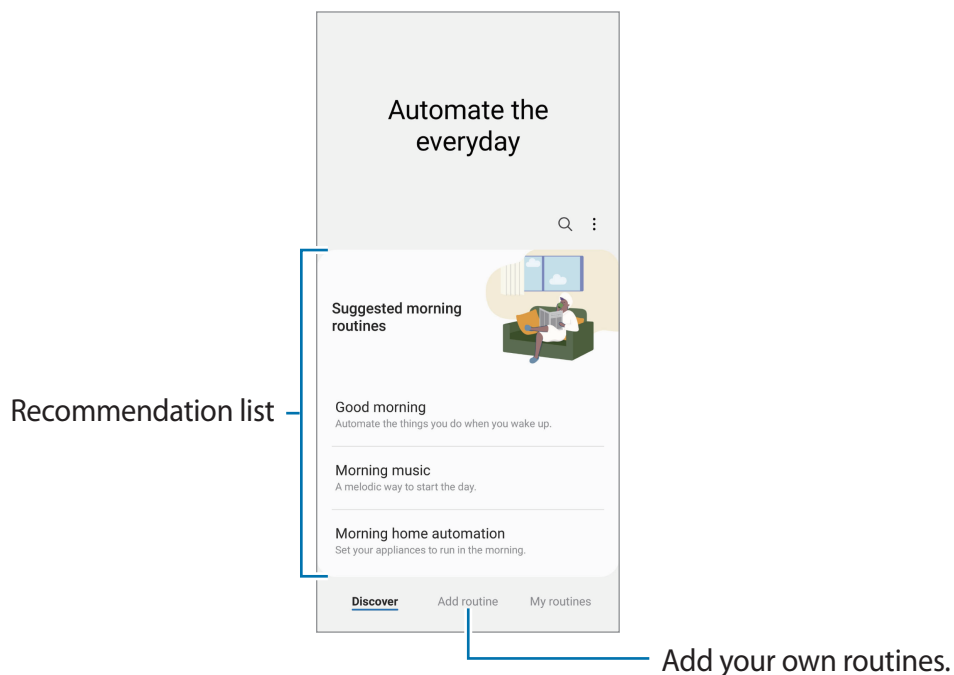 Automate the
everyday
Suggested morning
routines
Recommendation list
Good morning
Automate the things you do when you wake up.
Morning music
A melodic way to start the day.
Morning home automation
Set your appliances to run in the morning.
Discover
Add routine
My routines
Add your own routines.